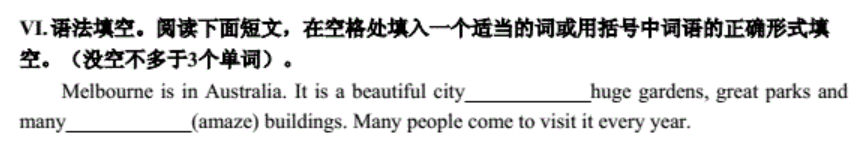 VI.语法填空。阅读下面短文，在空格处填入一个适当的词或用括号中词语的正确形式填
空。（没空不多于3个单词）。
Melbourne is in Australia. It is a beautiful city____________huge gardens, great parks and
many____________(amaze) buildings. Many people come to visit it every year.